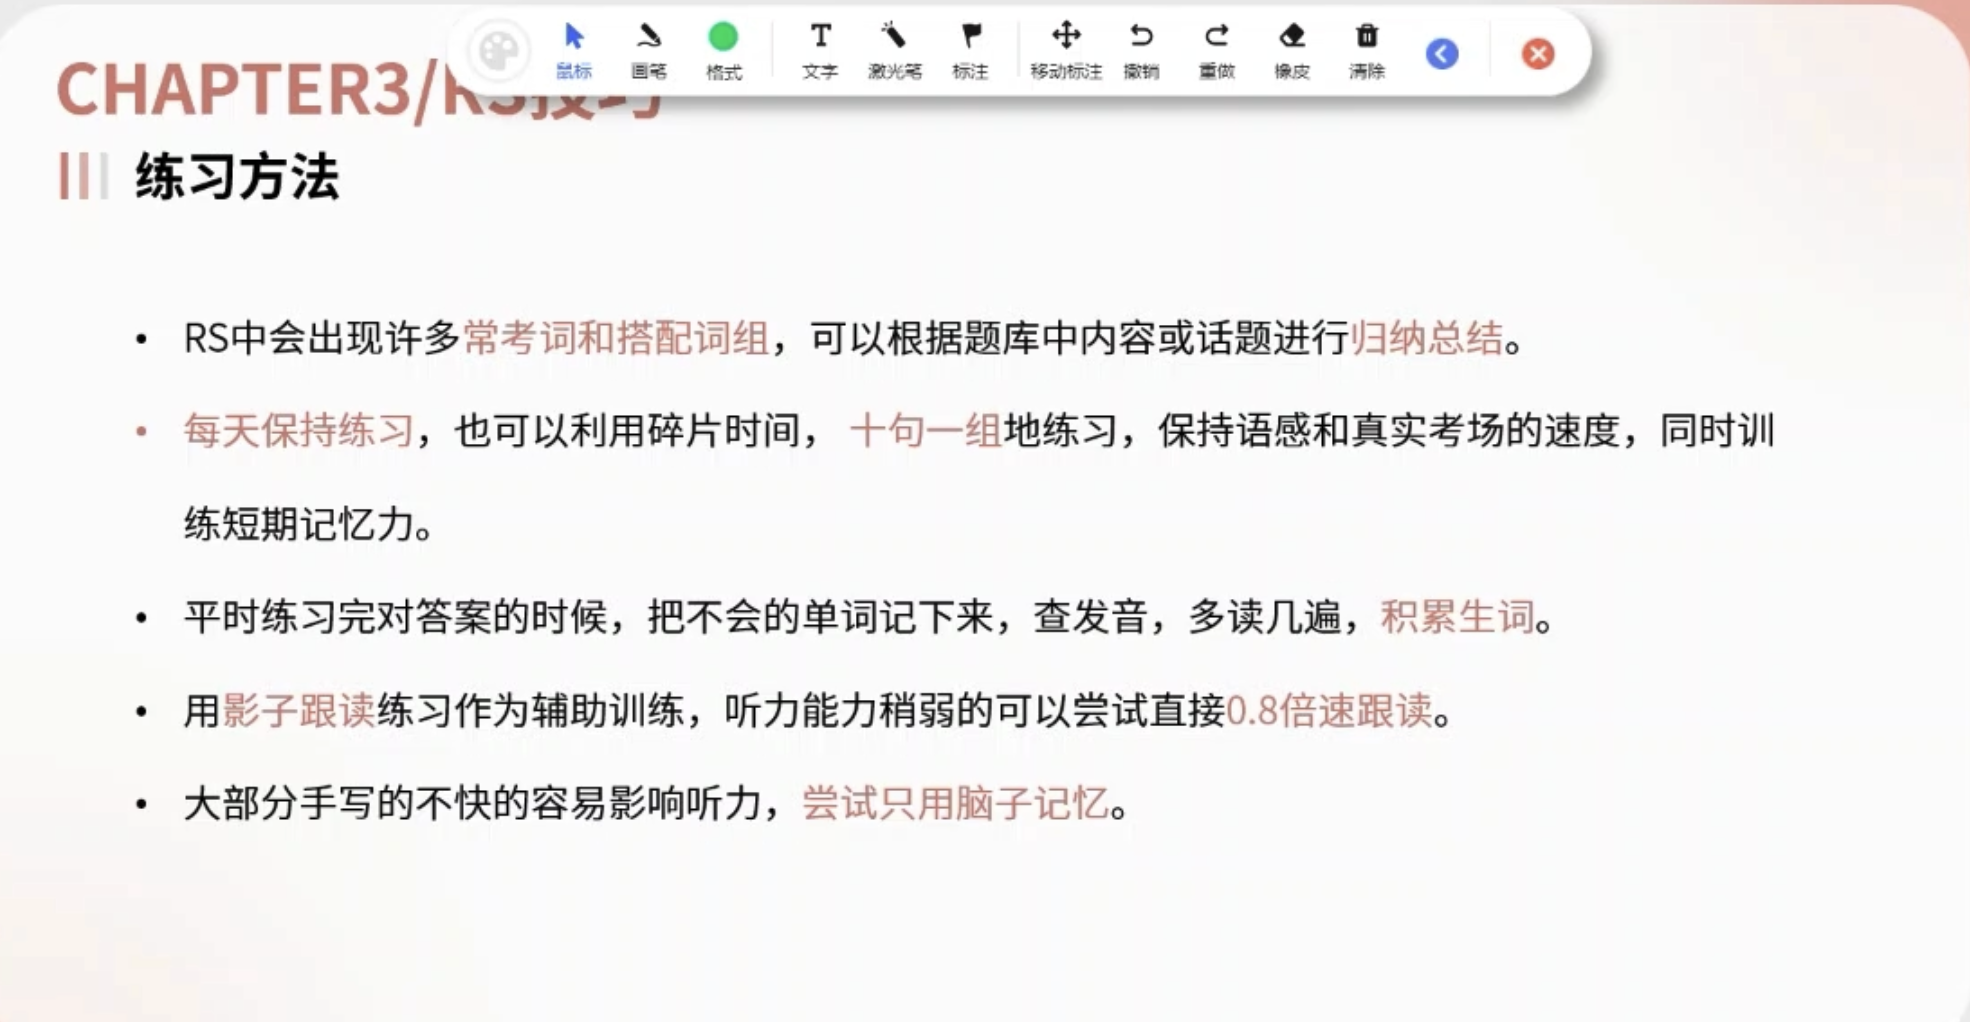 鼠标 画笔 格式 文字 激光笔 标注 移动标注 撤销 重做 橡皮 清除
CHAPTER3/RS技巧
练习方法
• RS中会出现许多常考词和搭配词组，可以根据题库中内容或话题进行归纳总结。
• 每天保持练习，也可以利用碎片时间， 十句一组地练习，保持语感和真实考场的速度，同时训
练短期记忆力。
• 平时练习完对答案的时候，把不会的单词记下来，查发音，多读几遍，积累生词。
• 用影子跟读练习作为辅助训练，听力能力稍弱的可以尝试直接0.8倍速跟读。
• 大部分手写的不快的容易影响听力，尝试只用脑子记忆。